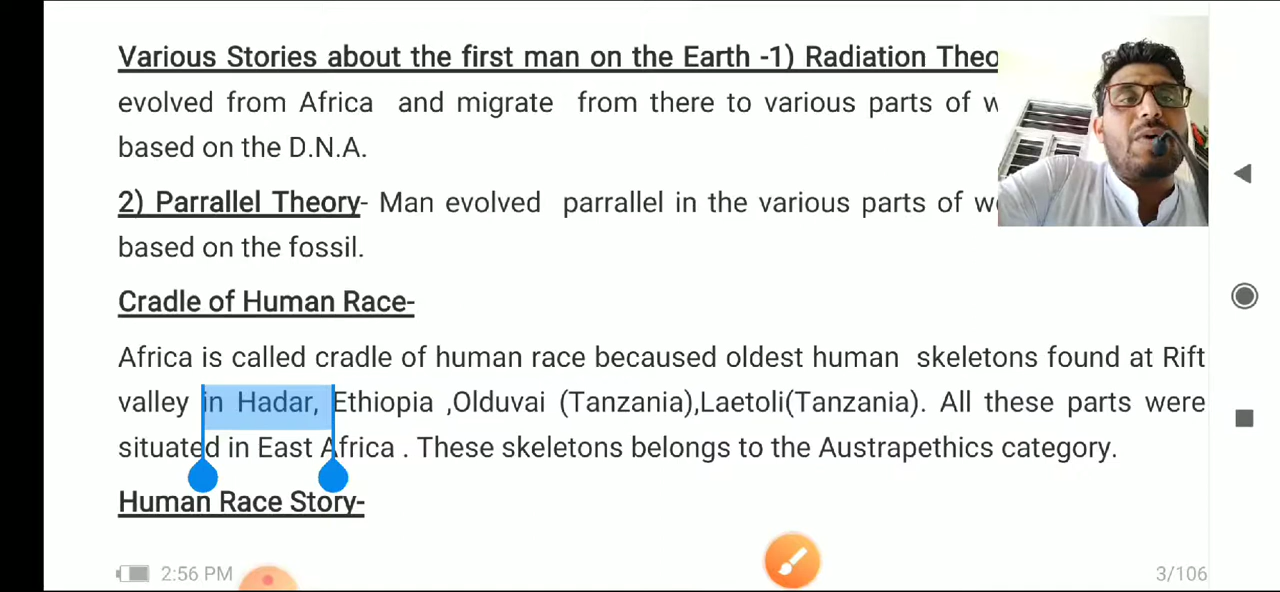 Various Stories about the first man on the Earth -1) Radiation Theo
evolved from Africa and migrate from there to various parts of w
based on the D.N.A.
2) Parrallel Theory- Man evolved parrallel in the various parts of wo
based on the fossil.
Cradle of Human Race-
Africa is called cradle of human race becaused oldest human skeletons found at Rift
valley in Hadar, Ethiopia ,Olduvai (Tanzania),Laetoli(Tanzania). All these parts were
situated in East Africa . These skeletons belongs to the Austrapethics category.
Human Race Story-
2:56 PM
3/106